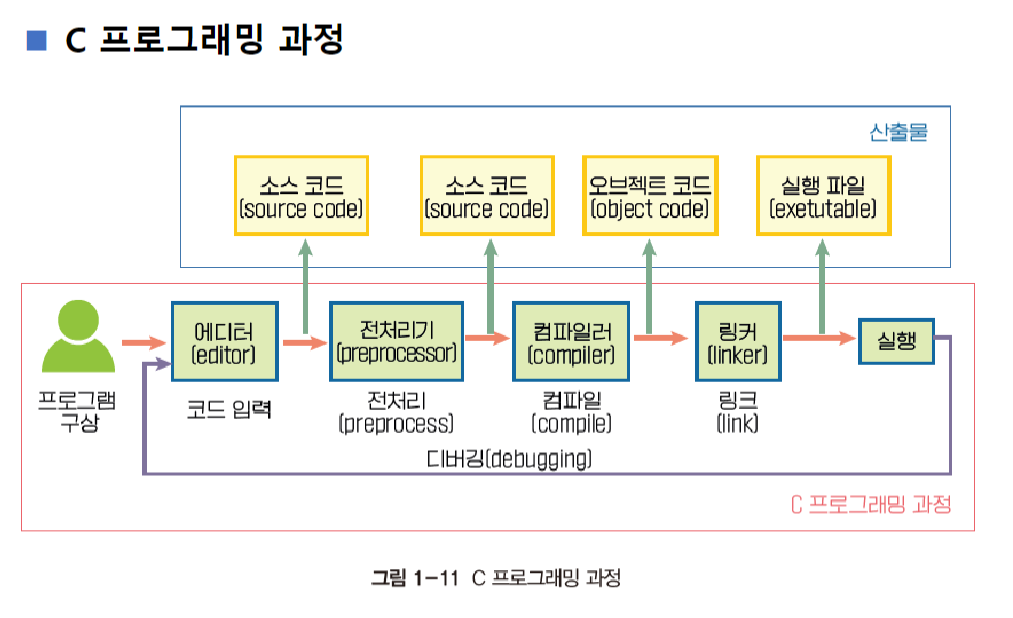 C 프로그래밍 과정
산출물
소스 코드
(source code)
소스 코드
(source code)
오브젝트 코드
(object code)
실행 파일
(exetutable)
에디터
(editor)
전처리기
(preprocessor)
컴파일러
(compiler)
링커
(linker)
실행
프로그램
구상
코드 입력
전처리
(preprocess)
컴파일
(compile)
링크
(link)
디버깅(debugging)
C 프로그래밍 과정
그림 1-11 C 프로그래밍 과정